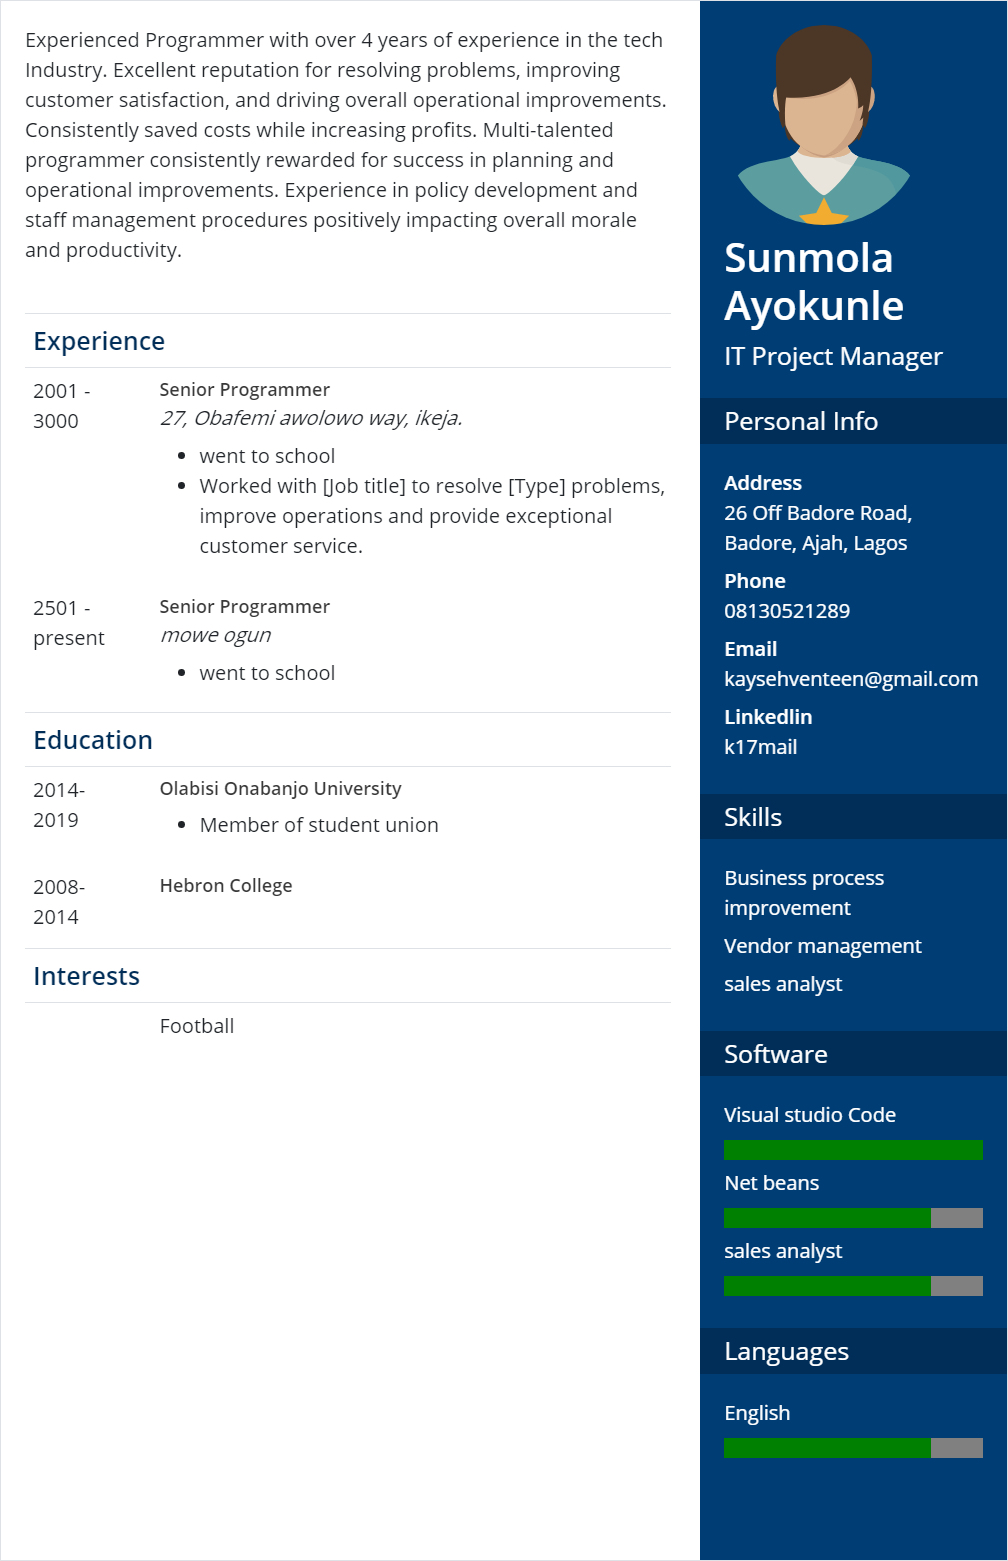 Experienced Programmer with over 4 years of experience in the tech
Industry. Excellent reputation for resolving problems, improving
customer satisfaction, and driving overall operational improvements.
Consistently saved costs while increasing profits. Multi-talented
programmer consistently rewarded for success in planning and
operational improvements. Experience in policy development and
staff management procedures positively impacting overall morale
and productivity.
Experience
2001 -
3000
Senior Programmer
27, Obafemi awolowo way, ikeja.
• went to school
• Worked with [Job title] to resolve [Type] problems,
improve operations and provide exceptional
customer service.
2501 -
present
Senior Programmer
mowe ogun
• went to school
Education
2014-
2019
Olabisi Onabanjo University
• Member of student union
2008-
2014
Hebron College
Interests
Football
Sunmola
Ayokunle
IT Project Manager
Personal Info
Address
26 Off Badore Road,
Badore, Ajah, Lagos
Phone
08130521289
Email
kaysehventeen@gmail.com
Linkedlin
k17mail
Skills
Business process
improvement
Vendor management
sales analyst
Software
Visual studio Code
Net beans
sales analyst
Languages
English